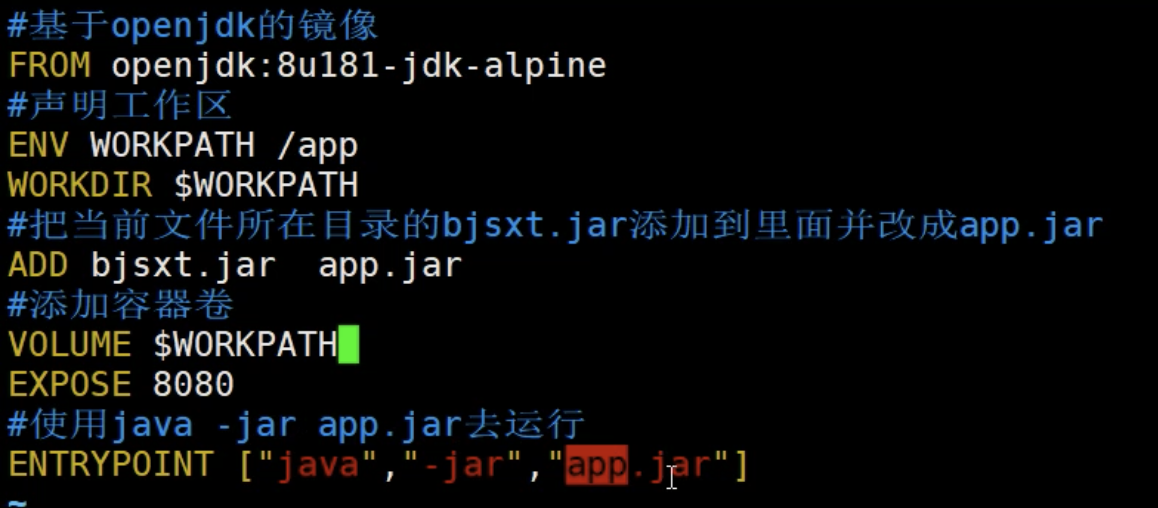 #基于openjdk的镜像
FROM openjdk:8u181-jdk-alpine
#声明工作区
ENV WORKPATH /app
WORKDIR $WORKPATH
#把当前文件所在目录的bjsxt.jar添加到里面并改成app.jar
ADD bjsxt.jar  app.jar
#添加容器卷
VOLUME $WORKPATH
EXPOSE 8080
#使用java -jar app.jar去运行
ENTRYPOINT ["java","-jar","app.jar"]
~